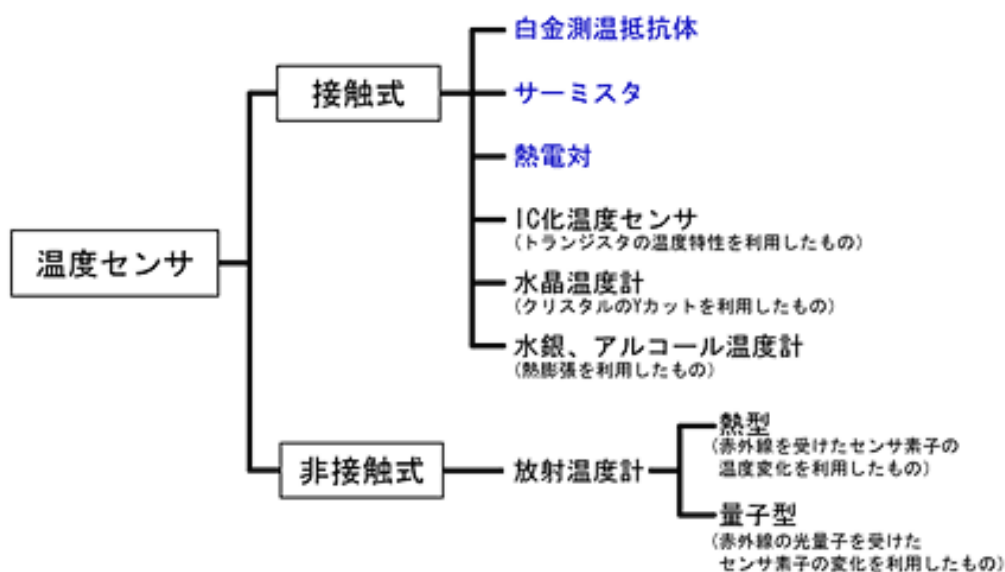 白金測温抵抗体
接触式
サーミスタ
熱電対
IC化温度センサ
(トランジスタの温度特性を利用したもの)
温度センサ
水晶温度計
(クリスタルのYカットを利用したもの)
水銀、アルコール温度計
(熱膨張を利用したもの)
非接触式
放射温度計
熱型
(赤外線を受けたセンサ素子の
温度変化を利用したもの)
量子型
(赤外線の光量子を受けた
センサ素子の変化を利用したもの)